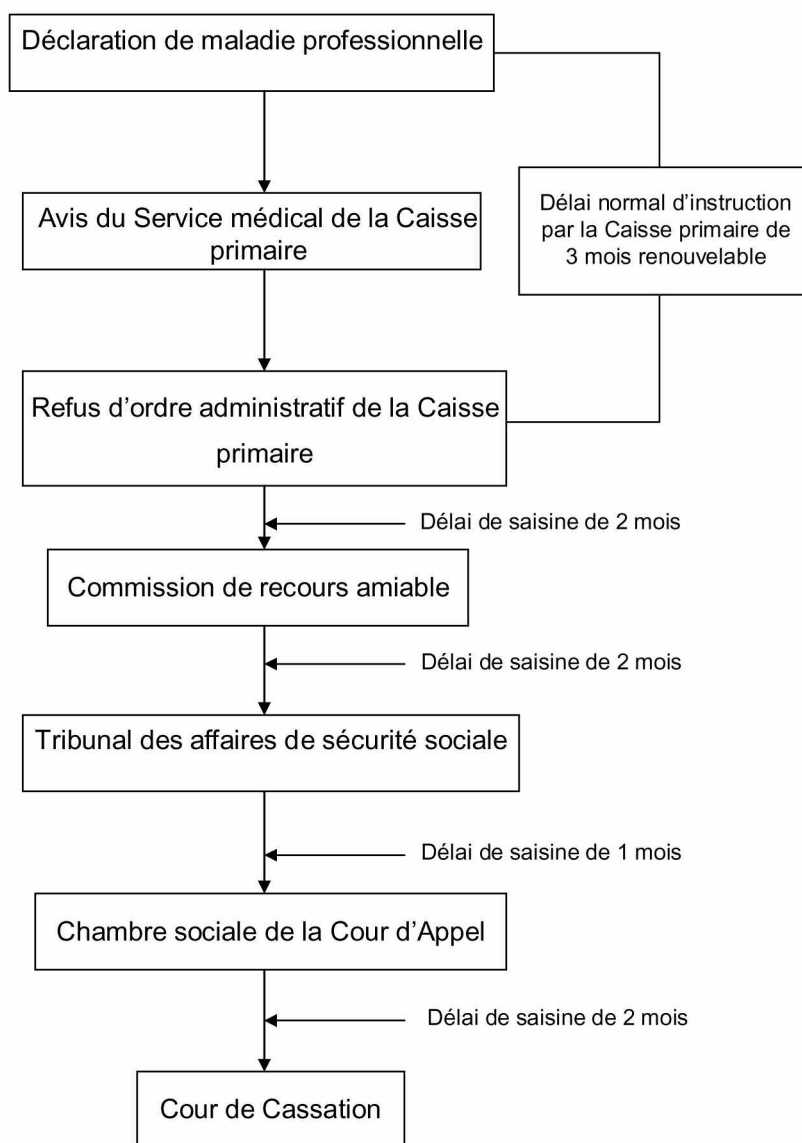 Déclaration de maladie professionnelle
Délai normal d’instruction
par la Caisse primaire de
3 mois renouvelable
Avis du Service médical de la Caisse
primaire
Refus d’ordre administratif de la Caisse
primaire
Délai de saisine de 2 mois
Commission de recours amiable
Délai de saisine de 2 mois
Tribunal des affaires de sécurité sociale
Délai de saisine de 1 mois
Chambre sociale de la Cour d’Appel
Délai de saisine de 2 mois
Cour de Cassation